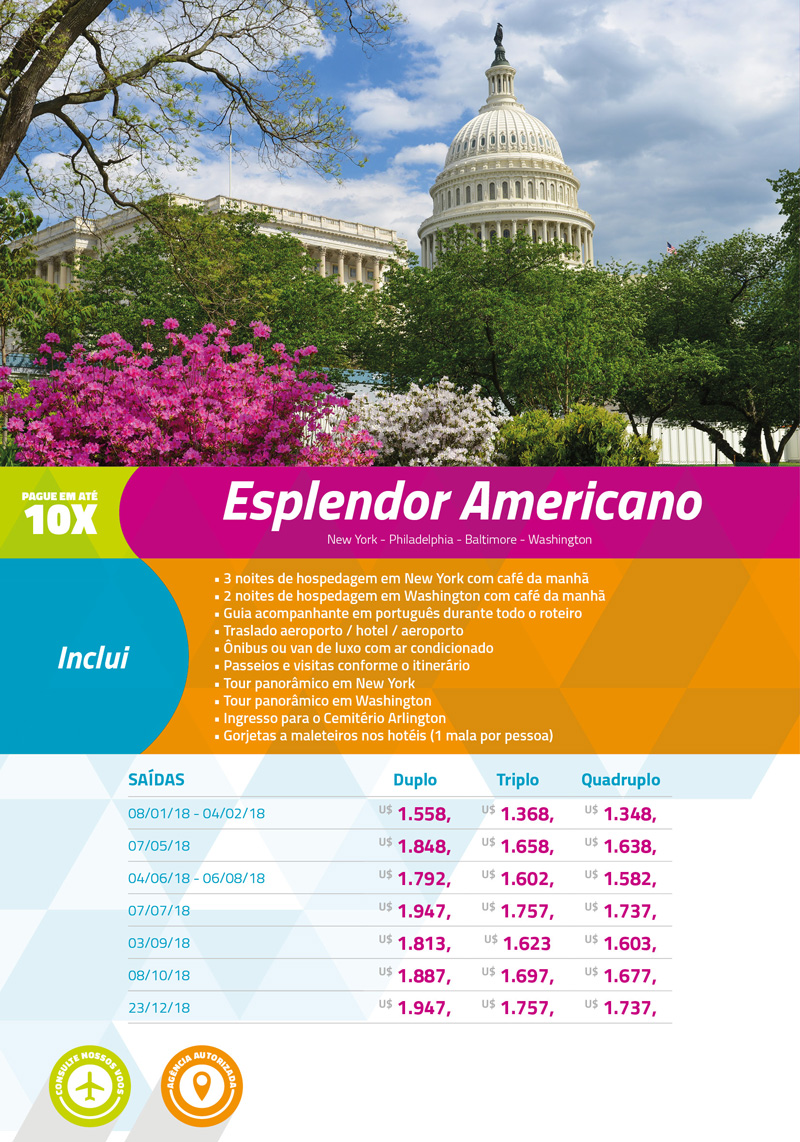 PAGUE EM ATÉ
10X
Esplendor Americano
New York - Philadelphia - Baltimore - Washington
Inclui
▪ 3 noites de hospedagem em New York com café da manhã
▪ 2 noites de hospedagem em Washington com café da manhã
▪ Guia acompanhante em português durante todo o roteiro
▪ Traslado aeroporto / hotel / aeroporto
▪ Ônibus ou van de luxo com ar condicionado
▪ Passeios e visitas conforme o itinerário
▪ Tour panorâmico em New York
▪ Tour panorâmico em Washington
▪ Ingresso para o Cemitério Arlington
▪ Gorjetas a maleteiros nos hotéis (1 mala por pessoa)
SAÍDAS Duplo Triplo Quadruplo
08/01/18 - 04/02/18 U$ 1.558, U$ 1.368, U$ 1.348,
07/05/18 U$ 1.848, U$ 1.658, U$ 1.638,
04/06/18 - 06/08/18 U$ 1.792, U$ 1.602, U$ 1.582,
07/07/18 U$ 1.947, U$ 1.757, U$ 1.737,
03/09/18 U$ 1.813, U$ 1.623 U$ 1.603,
08/10/18 U$ 1.887, U$ 1.697, U$ 1.677,
23/12/18 U$ 1.947, U$ 1.757, U$ 1.737,
CONSULTE NOSSOS VOOS
AGÊNCIA AUTORIZADA